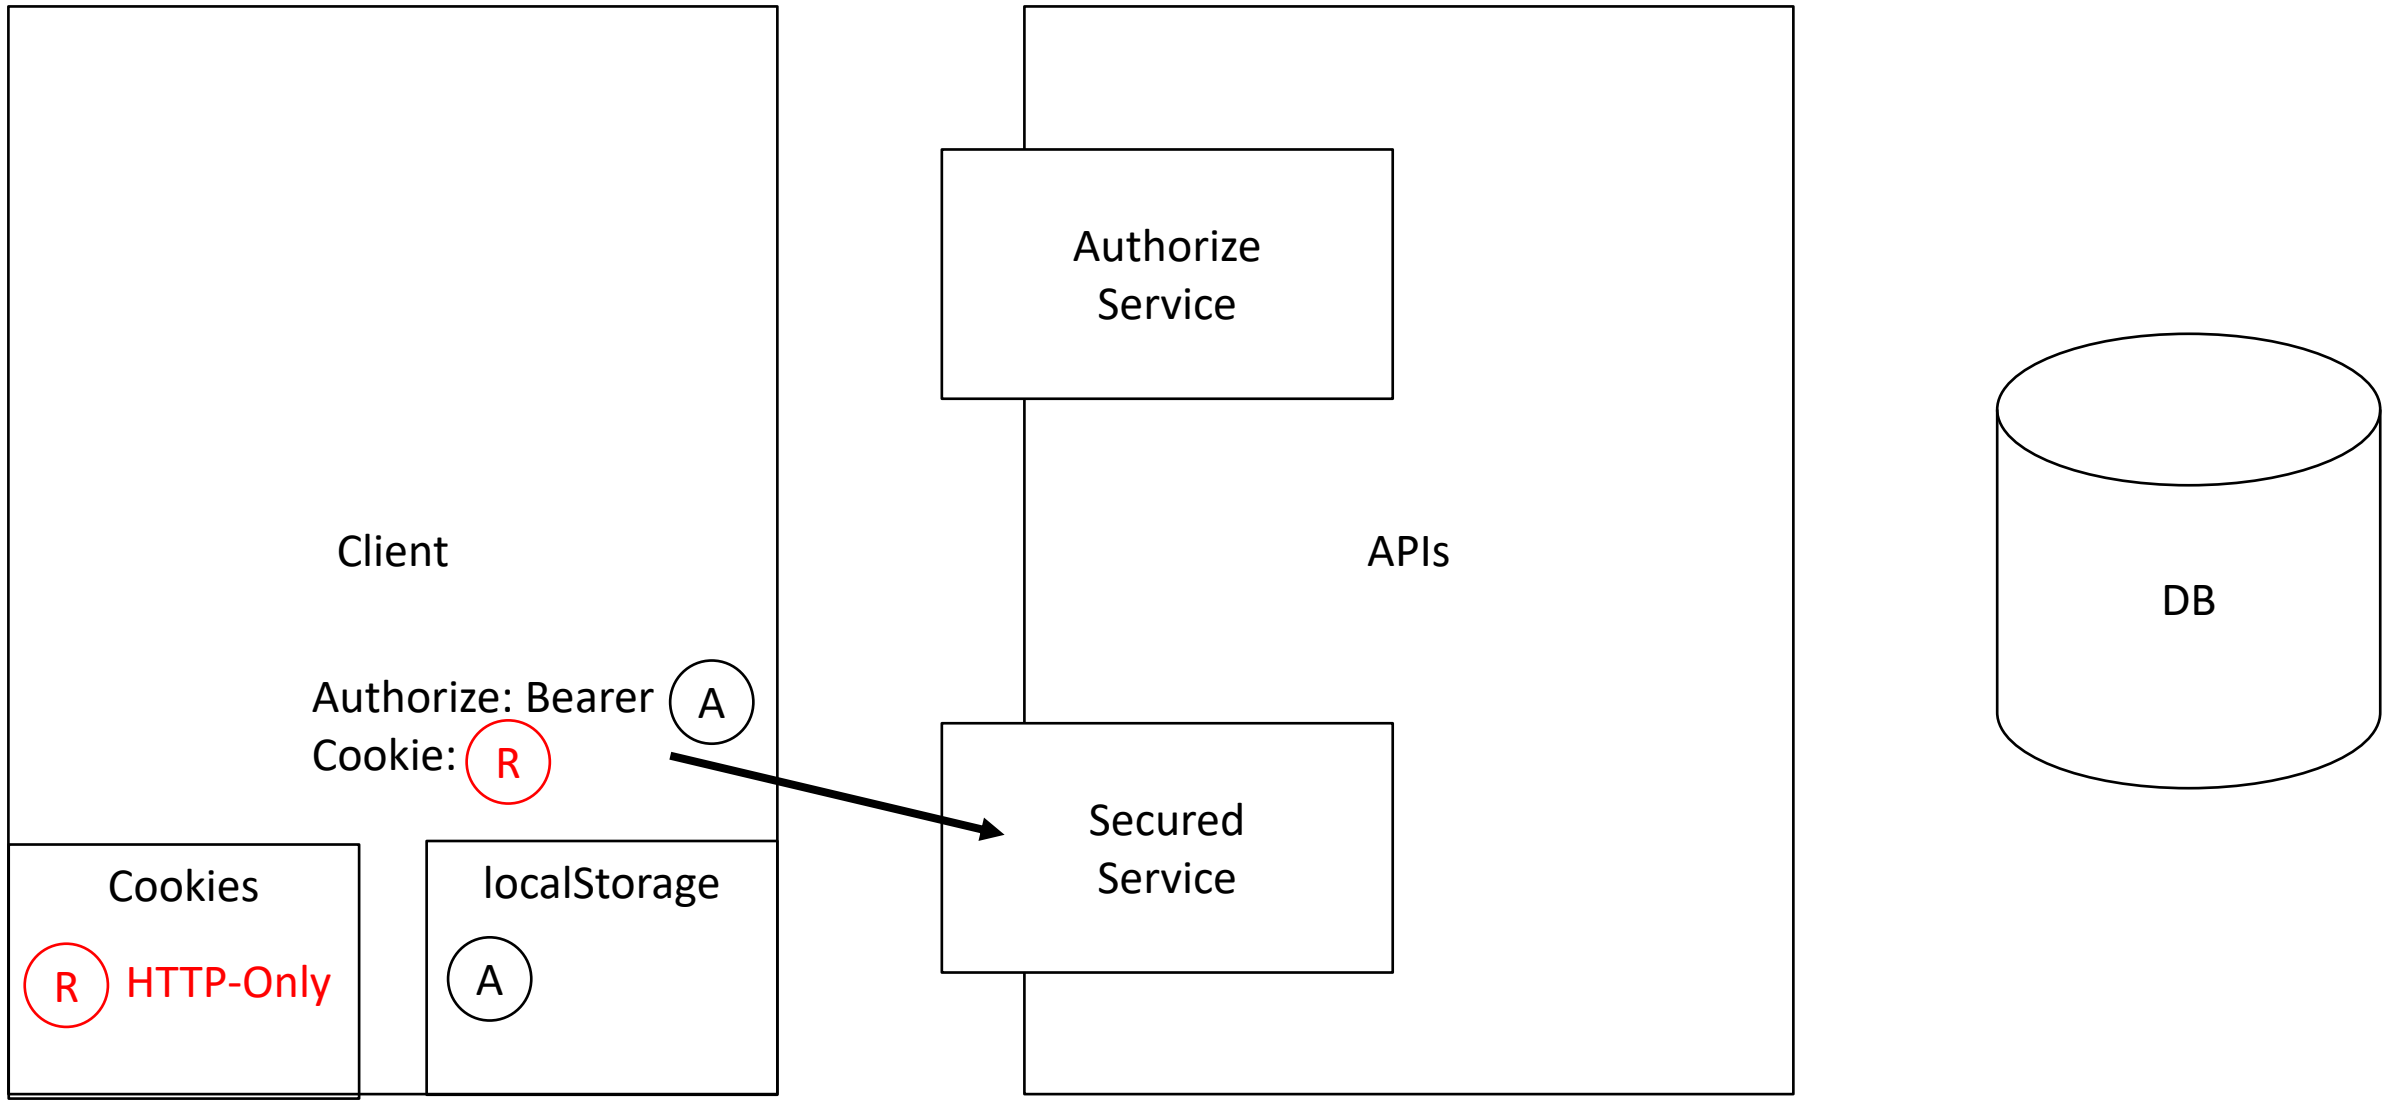 Client
Authorize: Bearer A
Cookie: R
Cookies
R HTTP-Only
localStorage
A
Authorize
Service
APIs
Secured
Service
DB